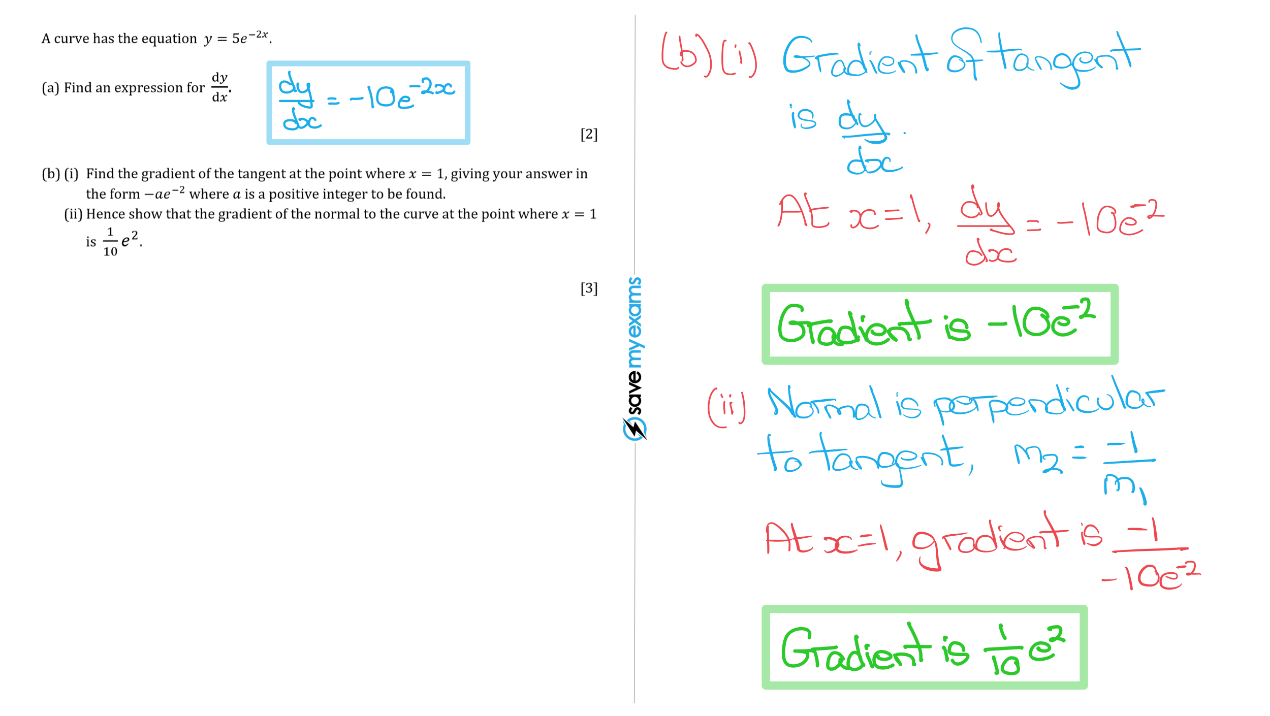 A curve has the equation y = 5e⁻²ˣ.
(a) Find an expression for dy/dx.
dy/dx = -10e⁻²ˣ
[2]
(b) (i) Find the gradient of the tangent at the point where x = 1, giving your answer in
the form −ae⁻² where a is a positive integer to be found.
(ii) Hence show that the gradient of the normal to the curve at the point where x = 1
is 1/10 e².
[3]
save my exams
(b)(i) Gradient of tangent
is dy/dx.
At x=1, dy/dx = -10e⁻²
Gradient is -10e⁻²
(ii) Normal is perpendicular
to tangent, m₂ = -1/m₁
At x=1, gradient is -1/-10e⁻²
Gradient is 1/10 e²